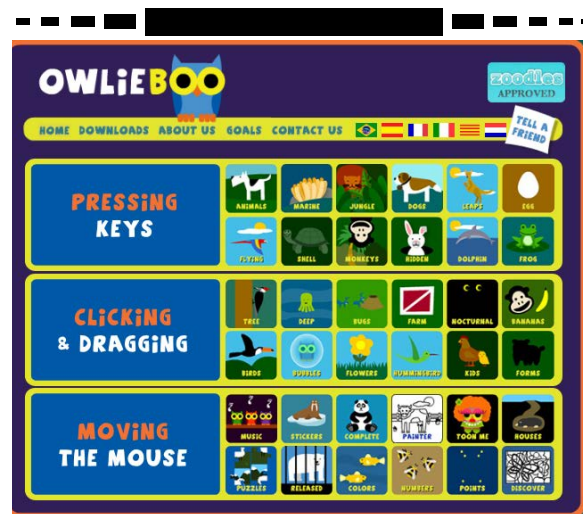 OWLiEBOO
zoodles
APPROVED
HOME DOWNLOADS ABOUT US GOALS CONTACT US
TELL A
FRIEND
PRESSiNG
KEYS
ANIMALS MARINE JUNGLE DOGS LEAPS EGG
FLYING SHELL MONKEYS HIDDEN DOLPHIN FROG
CLiCKiNG
& DRAGGiNG
TREE DEEP BUGS FARM NOCTURNAL BANANAS
BIRDS BUBBLES FLOWERS HUMMINGBIRD KIDS FORMS
MOViNG
THE MOUSE
MUSIC STICKERS COMPLETE PAINTER TOON ME HOUSES
PUZZLES RELEASED COLORS NUMBERS POINTS DISCOVER